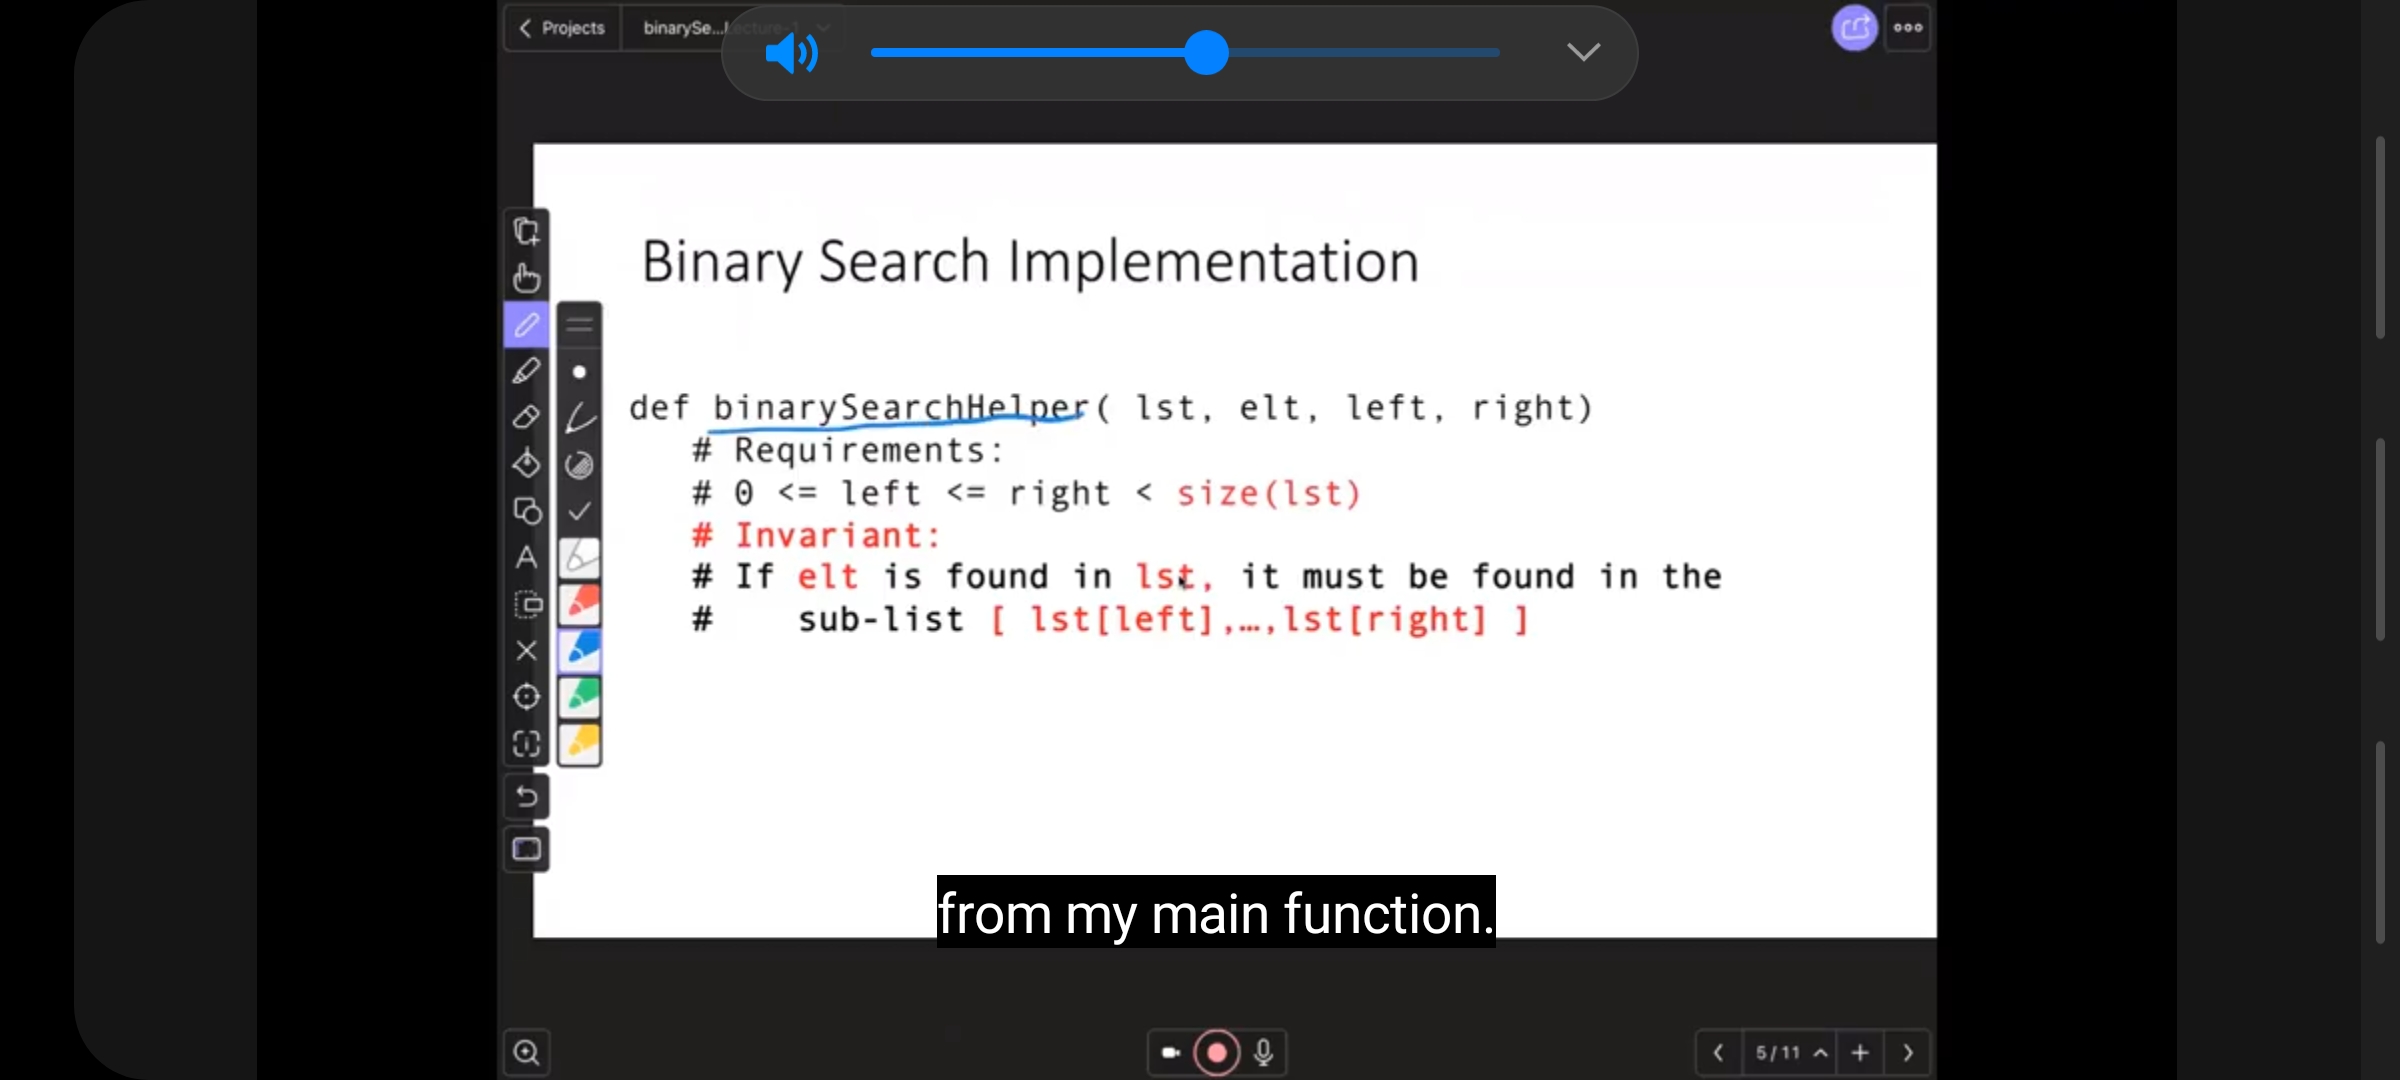 Projects
binarySe...Lecture-1
Binary Search Implementation
def binarySearchHelper( lst, elt, left, right)
# Requirements:
# 0 <= left <= right < size(lst)
# Invariant:
# If elt is found in lst, it must be found in the
# sub-list [ lst[left],…,lst[right] ]
from my main function.
5/11